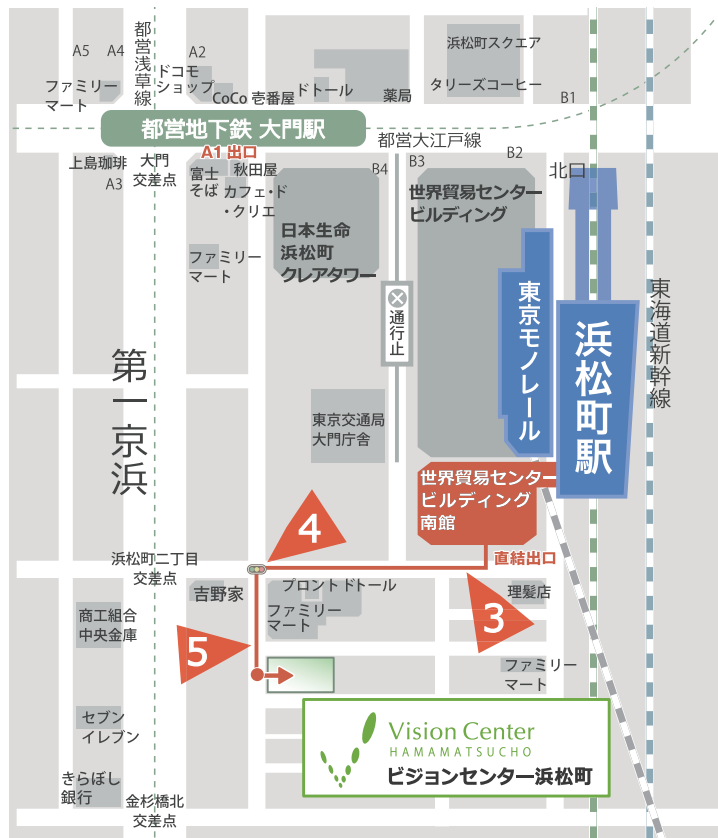 都営浅草線
A5
A4
A2
ドコモ
ショップ
ファミリー
マート
CoCo 壱番屋
ドトール
薬局
浜松町スクエア
タリーズコーヒー
B1
都営地下鉄 大門駅
都営大江戸線
A1 出口
上島珈琲
A3
大門
交差点
富士
そば
秋田屋
カフェ・ド
・クリエ
B4
B3
B2
北口
日本生命
浜松町
クレアタワー
世界貿易センター
ビルディング
ファミリー
マート
通行止
東京モノレール
浜松町駅
東海道新幹線
第一京浜
東京交通局
大門庁舎
世界貿易センター
ビルディング
南館
直結出口
4
浜松町二丁目
交差点
吉野家
プロント
ドトール
ファミリー
マート
3
理髪店
商工組合
中央金庫
5
ファミリー
マート
セブン
イレブン
きらぼし
銀行
金杉橋北
交差点
Vision Center
HAMAMATSUCHO
ビジョンセンター浜松町